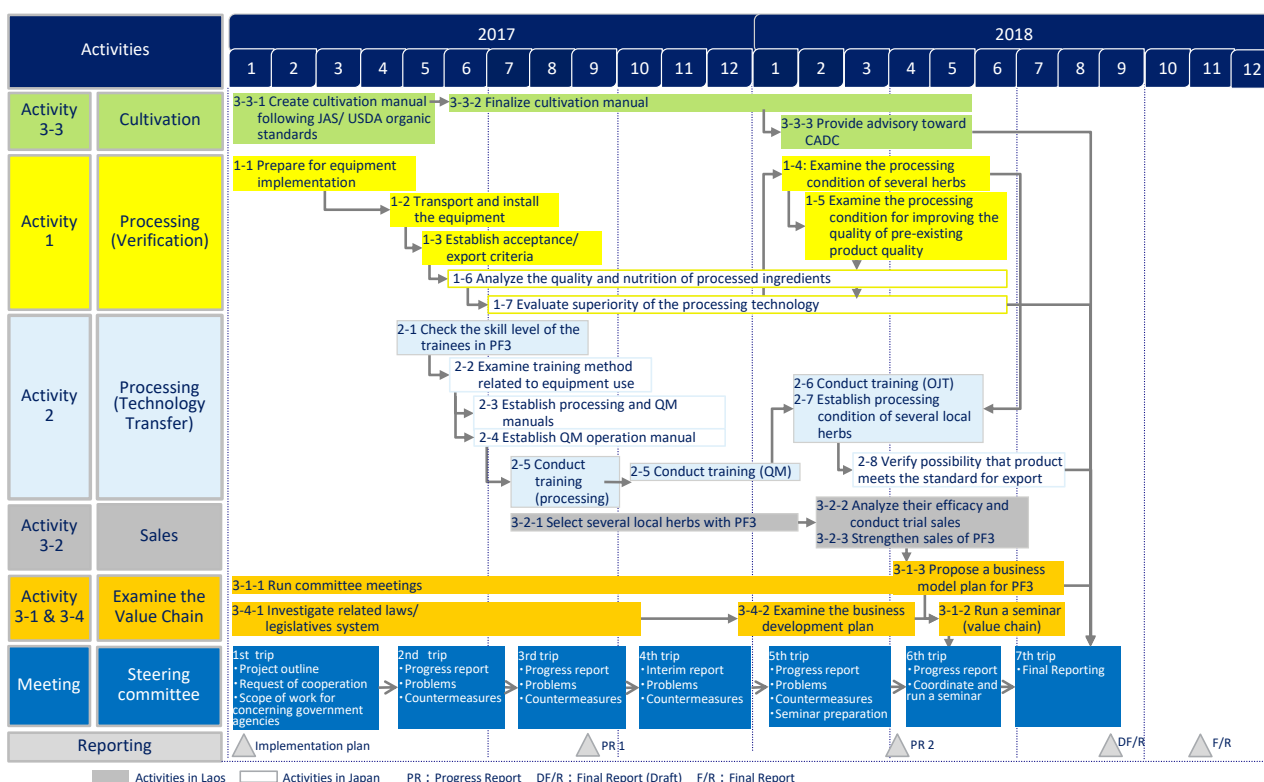 Activities
2017
2018
1 2 3 4 5 6 7 8 9 10 11 12 1 2 3 4 5 6 7 8 9 10 11 12
Activity
3-3
Cultivation
3-3-1 Create cultivation manual
following JAS/ USDA organic
standards
3-3-2 Finalize cultivation manual
3-3-3 Provide advisory toward
CADC
Activity
1
Processing
(Verification)
1-1 Prepare for equipment
implementation
1-2 Transport and install
the equipment
1-3 Establish acceptance/
export criteria
1-4: Examine the processing
condition of several herbs
1-5 Examine the processing
condition for improving the
quality of pre-existing
product quality
1-6 Analyze the quality and nutrition of processed ingredients
1-7 Evaluate superiority of the processing technology
Activity
2
Processing
(Technology
Transfer)
2-1 Check the skill level of the
trainees in PF3
2-2 Examine training method
related to equipment use
2-3 Establish processing and QM
manuals
2-4 Establish QM operation manual
2-5 Conduct
training
(processing)
2-5 Conduct training (QM)
2-6 Conduct training (OJT)
2-7 Establish processing
condition of several local
herbs
2-8 Verify possibility that product
meets the standard for export
Activity
3-2
Sales
3-2-1 Select several local herbs with PF3
3-2-2 Analyze their efficacy and
conduct trial sales
3-2-3 Strengthen sales of PF3
Activity
3-1 & 3-4
Examine the
Value Chain
3-1-1 Run committee meetings
3-1-3 Propose a business
model plan for PF3
3-4-1 Investigate related laws/
legislatives system
3-4-2 Examine the business
development plan
3-1-2 Run a seminar
(value chain)
Meeting
Steering
committee
1st trip
・Project outline
・Request of cooperation
・Scope of work for
concerning government
agencies
2nd trip
・Progress report
・Problems
・Countermeasures
3rd trip
・Progress report
・Problems
・Countermeasures
4th trip
・Interim report
・Problems
・Countermeasures
5th trip
・Progress report
・Problems
・Countermeasures
・Seminar preparation
6th trip
・Progress report
・Coordinate and
run a seminar
7th trip
・Final Reporting
Reporting
Implementation plan
PR 1
PR 2
DF/R
F/R
Activities in Laos
Activities in Japan
PR：Progress Report DF/R：Final Report (Draft) F/R：Final Report